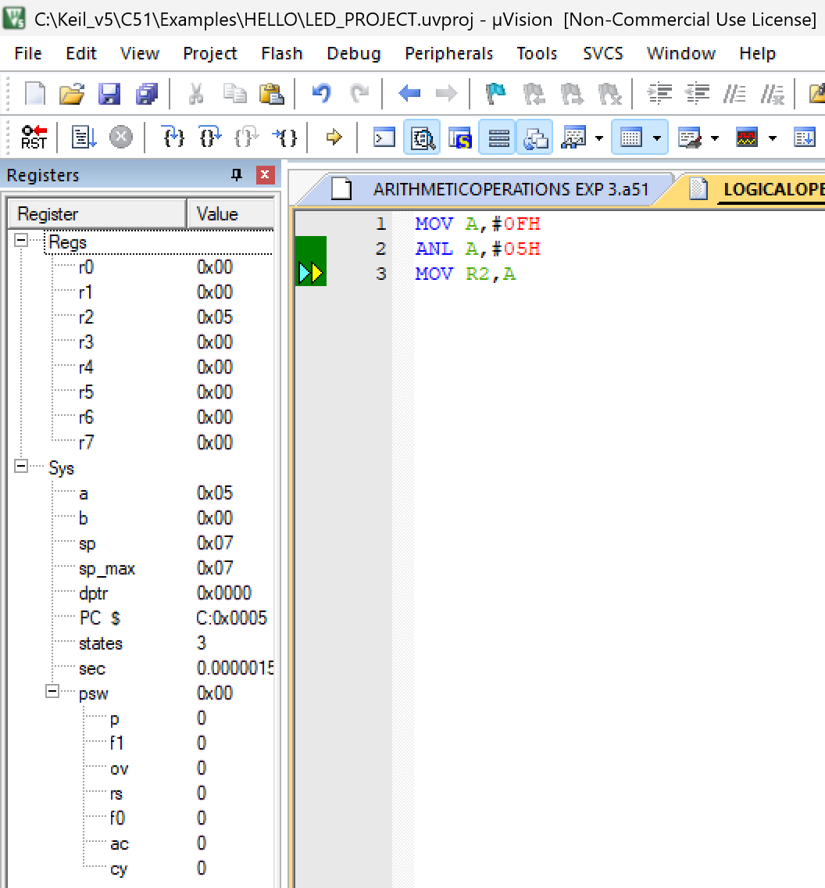 C:\Keil_v5\C51\Examples\HELLO\LED_PROJECT.uvproj - µVision [Non-Commercial Use License]
File Edit View Project Flash Debug Peripherals Tools SVCS Window Help
RST
Registers
ARITHMETICOPERATIONS EXP 3.a51 LOGICALOPE
Register Value
Regs
r0 0x00
r1 0x00
r2 0x05
r3 0x00
r4 0x00
r5 0x00
r6 0x00
r7 0x00
Sys
a 0x05
b 0x00
sp 0x07
sp_max 0x07
dptr 0x0000
PC $ C:0x0005
states 3
sec 0.0000015
psw 0x00
p 0
f1 0
ov 0
rs 0
f0 0
ac 0
cy 0
1 MOV A,#0FH
2 ANL A,#05H
3 MOV R2,A